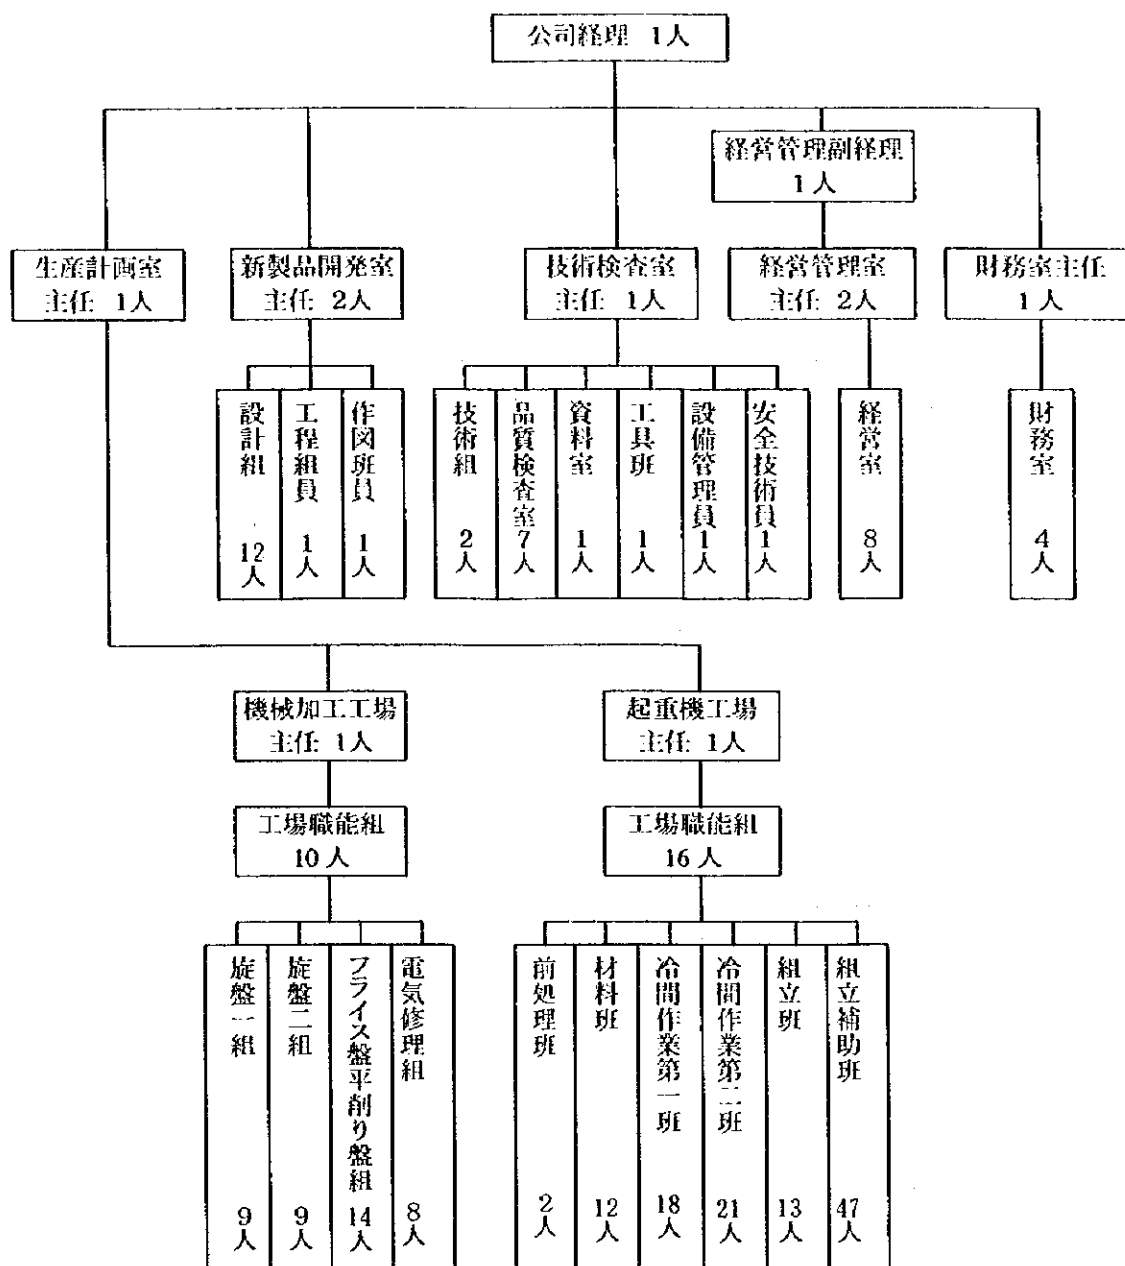 公司経理 1人
経営管理副経理
1人
生産計画室
主任 1人
新製品開発室
主任 2人
技術検査室
主任 1人
経営管理室
主任 2人
財務室主任
1人
設計組 12人
工程組員 1人
作図班員 1人
技術組 2人
品質検査室 7人
資料室 1人
工具班 1人
設備管理員 1人
安全技術員 1人
経営室 8人
財務室 4人
機械加工工場
主任 1人
起重機工場
主任 1人
工場職能組
10人
工場職能組
16人
旋盤一組 9人
旋盤二組 9人
フライス盤平削り盤組 14人
電気修理組 8人
前処理班 2人
材料班 12人
冷間作業第一班 18人
冷間作業第二班 21人
組立班 13人
組立補助班 47人